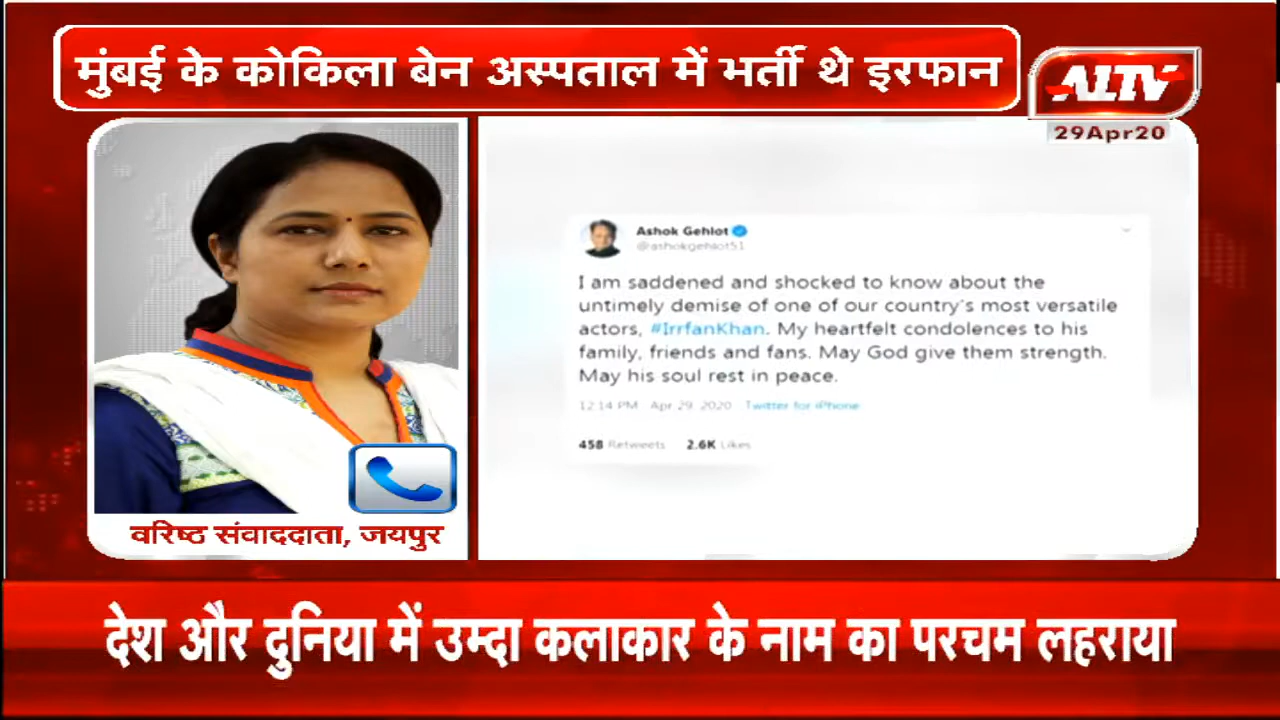 मुंबई के कोकिला बेन अस्पताल में भर्ती थे इरफान
ALTV
29Apr20
Ashok Gehlot
@ashokgehlot51
I am saddened and shocked to know about the
untimely demise of one of our country's most versatile
actors, #IrrfanKhan. My heartfelt condolences to his
family, friends and fans. May God give them strength.
May his soul rest in peace.
12:14 PM Apr 29, 2020 Twitter for iPhone
458 Retweets 2.6K Likes
वरिष्ठ संवाददाता, जयपुर
देश और दुनिया में उम्दा कलाकार के नाम का परचम लहराया